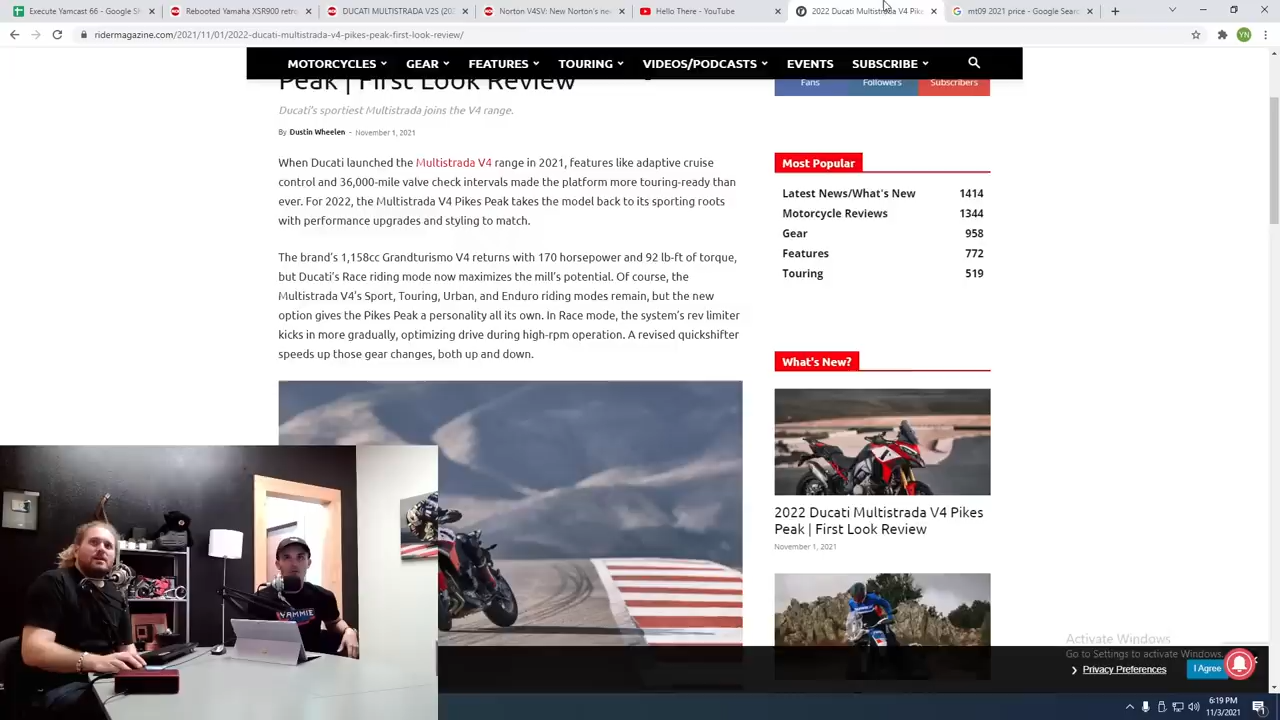 Execute Yamcast 66 - Google Sh
Rebooted Yamaha XSR900 retro
Ducati MULTISTRADA V2S (202
Norton V4SV: New Norton's new
Hello There - YouTube
2022 Ducati Multistrada V4 Pike
mt09 2021 price - Google Sear
ridermagazine.com/2021/11/01/2022-ducati-multistrada-v4-pikes-peak-first-look-review/
YN
MOTORCYCLES
GEAR
FEATURES
TOURING
VIDEOS/PODCASTS
EVENTS
SUBSCRIBE
Peak | First Look Review
Fans
Followers
Subscribers
Ducati's sportiest Multistrada joins the V4 range.
By Dustin Wheelen - November 1, 2021
When Ducati launched the Multistrada V4 range in 2021, features like adaptive cruise
control and 36,000-mile valve check intervals made the platform more touring-ready than
ever. For 2022, the Multistrada V4 Pikes Peak takes the model back to its sporting roots
with performance upgrades and styling to match.
The brand's 1,158cc Grandturismo V4 returns with 170 horsepower and 92 lb-ft of torque,
but Ducati's Race riding mode now maximizes the mill's potential. Of course, the
Multistrada V4's Sport, Touring, Urban, and Enduro riding modes remain, but the new
option gives the Pikes Peak a personality all its own. In Race mode, the system's rev limiter
kicks in more gradually, optimizing drive during high-rpm operation. A revised quickshifter
speeds up those gear changes, both up and down.
Most Popular
Latest News/What's New 1414
Motorcycle Reviews 1344
Gear 958
Features 772
Touring 519
What's New?
2022 Ducati Multistrada V4 Pikes
Peak | First Look Review
November 1, 2021
VAMMIE
Activate Windows
Go to Settings to activate Windows.
Privacy Preferences
I Agree
6:19 PM
11/3/2021